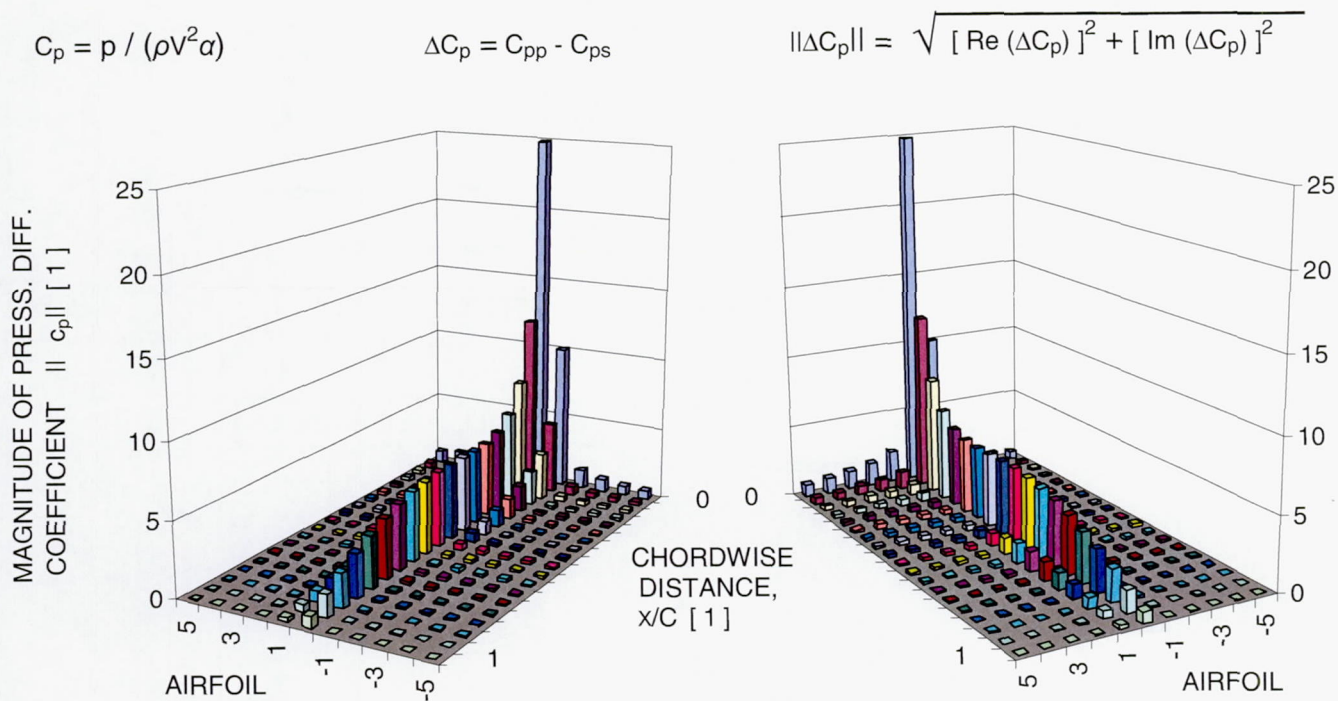 Cp = p / (ρV²α)
ΔCp = Cpp - Cps
||ΔCp|| = √ [ Re (ΔCp) ]² + [ Im (ΔCp) ]²
MAGNITUDE OF PRESS. DIFF.
COEFFICIENT || cp|| [ 1 ]
25
20
15
10
5
0
5
3
1
-1
-3
-5
AIRFOIL
0
1
CHORDWISE
DISTANCE,
x/C [ 1 ]
0
1
25
20
15
10
5
0
5
3
1
-1
-3
-5
AIRFOIL